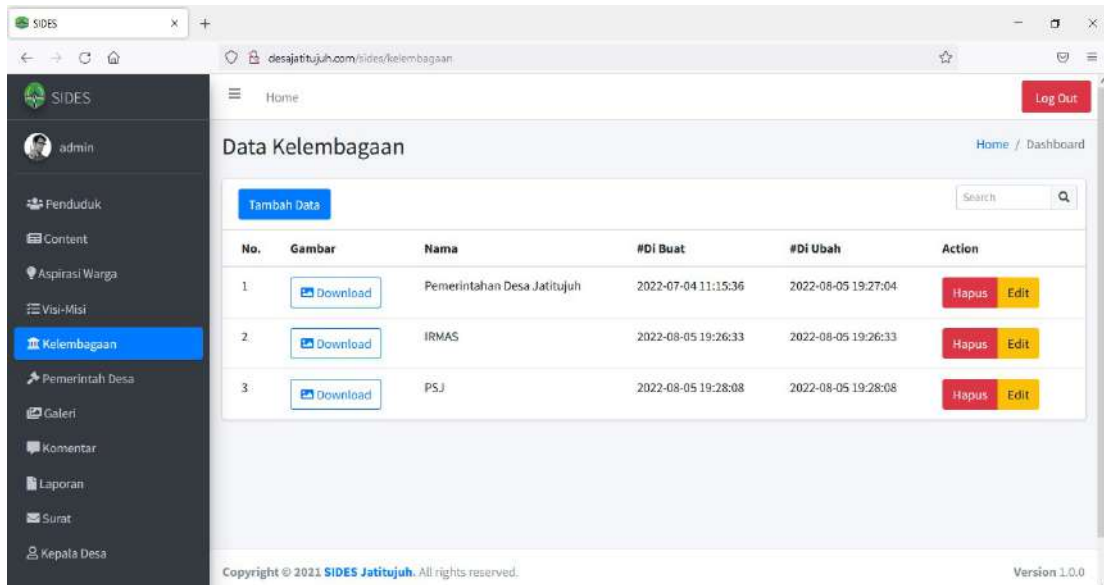 SIDES
desajatitujuh.com/sides/kelembagaan
SIDES
Home
Log Out
admin
Data Kelembagaan
Home / Dashboard
Penduduk
Content
Aspirasi Warga
Visi-Misi
Kelembagaan
Pemerintah Desa
Galeri
Komentar
Laporan
Surat
Kepala Desa
Tambah Data
Search
No. Gambar Nama #Di Buat #Di Ubah Action
1 Download Pemerintahan Desa Jatitujuh 2022-07-04 11:15:36 2022-08-05 19:27:04 Hapus Edit
2 Download IRMAS 2022-08-05 19:26:33 2022-08-05 19:26:33 Hapus Edit
3 Download PSJ 2022-08-05 19:28:08 2022-08-05 19:28:08 Hapus Edit
Copyright © 2021 SIDES Jatitujuh. All rights reserved.
Version 1.0.0